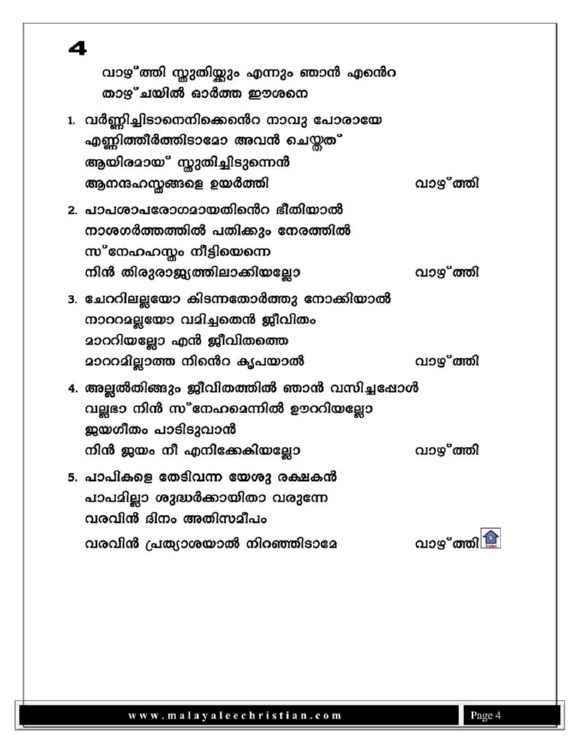 4
വാഴ്ത്തി സ്തുതിയ്ക്കും എന്നും ഞാൻ എന്റെ
താഴ്ചയിൽ ഓർത്ത ഈശനെ
1. വർണ്ണിച്ചിടാനെനിക്കെന്റെ നാവു പോരായേ
എണ്ണിത്തീർത്തിടാമോ അവൻ ചെയ്തത്
ആയിരമായ് സ്തുതിച്ചിടുന്നെൻ
ആനന്ദഹസ്തങ്ങളെ ഉയർത്തി വാഴ്ത്തി
2. പാപശാപരോഗമായതിന്റെ ഭീതിയാൽ
നാശഗർത്തത്തിൽ പതിക്കും നേരത്തിൽ
സ്നേഹഹസ്തം നീട്ടിയെന്നെ
നിൻ തിരുരാജ്യത്തിലാക്കിയല്ലോ വാഴ്ത്തി
3. ചേററിലല്ലയോ കിടന്നതോർത്തു നോക്കിയാൽ
നാററമല്ലയോ വമിച്ചതെൻ ജീവിതം
മാററിയല്ലോ എൻ ജീവിതത്തെ
മാററമില്ലാത്ത നിന്റെ കൃപയാൽ വാഴ്ത്തി
4. അല്ലൽതിങ്ങും ജീവിതത്തിൽ ഞാൻ വസിച്ചപ്പോൾ
വല്ലഭാ നിൻ സ്നേഹമെന്നിൽ ഊററിയല്ലോ
ജയഗീതം പാടിടുവാൻ
നിൻ ജയം നീ എനിക്കേകിയല്ലോ വാഴ്ത്തി
5. പാപികളെ തേടിവന്ന യേശു രക്ഷകൻ
പാപമില്ലാ ശുദ്ധർക്കായിതാ വരുന്നേ
വരവിൻ ദിനം അതിസമീപം
വരവിൻ പ്രത്യാശയാൽ നിറഞ്ഞിടാമേ വാഴ്ത്തി
www.malayaleechristian.com Page 4